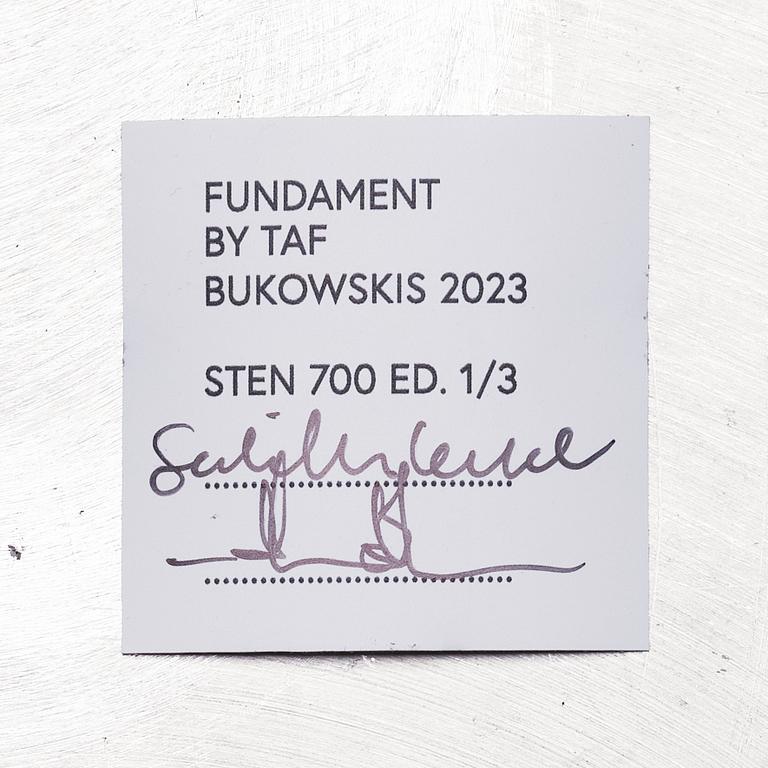 FUNDAMENT
BY TAF
BUKOWSKIS 2023
STEN 700 ED. 1/3